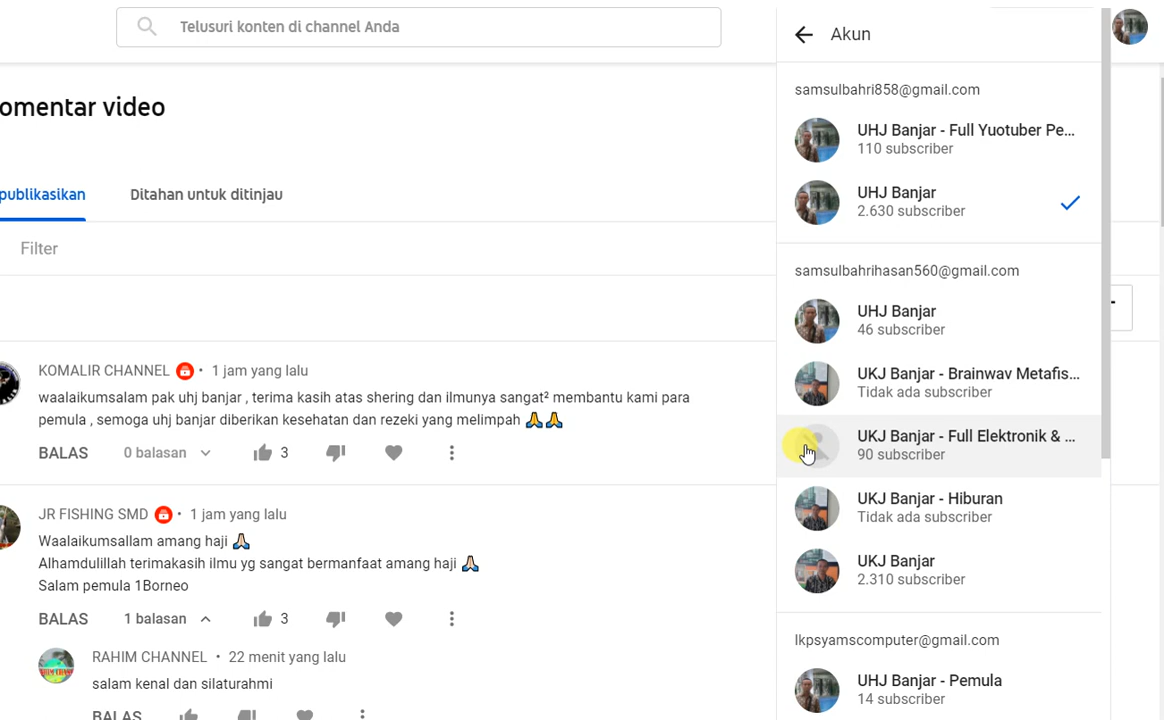 Telusuri konten di channel Anda
omentar video
publikasikan
Ditahan untuk ditinjau
Filter
KOMALIR CHANNEL • 1 jam yang lalu
waalaikumsalam pak uhj banjar , terima kasih atas shering dan ilmunya sangat² membantu kami para
pemula , semoga uhj banjar diberikan kesehatan dan rezeki yang melimpah 🙏🙏
BALAS 0 balasan 3
JR FISHING SMD • 1 jam yang lalu
Waalaikumsallam amang haji 🙏🏻
Alhamdulillah terimakasih ilmu yg sangat bermanfaat amang haji 🙏🏻
Salam pemula 1Borneo
BALAS 1 balasan 3
RAHIM CHANNEL • 22 menit yang lalu
salam kenal dan silaturahmi
BALAS
Akun
samsulbahri858@gmail.com
UHJ Banjar - Full Yuotuber Pe...
110 subscriber
UHJ Banjar
2.630 subscriber
samsulbahrihasan560@gmail.com
UHJ Banjar
46 subscriber
UKJ Banjar - Brainwav Metafis...
Tidak ada subscriber
UKJ Banjar - Full Elektronik & ...
90 subscriber
UKJ Banjar - Hiburan
Tidak ada subscriber
UKJ Banjar
2.310 subscriber
lkpsyamscomputer@gmail.com
UHJ Banjar - Pemula
14 subscriber